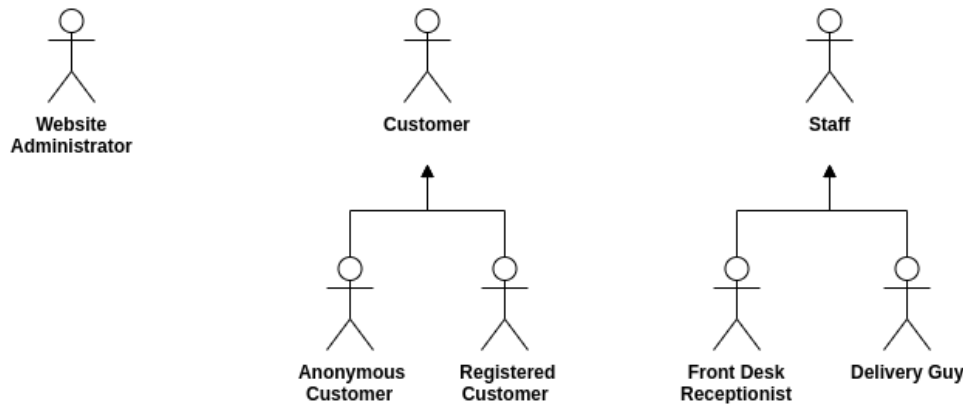 Website
Administrator
Customer
Staff
Anonymous
Customer
Registered
Customer
Front Desk
Receptionist
Delivery Guy